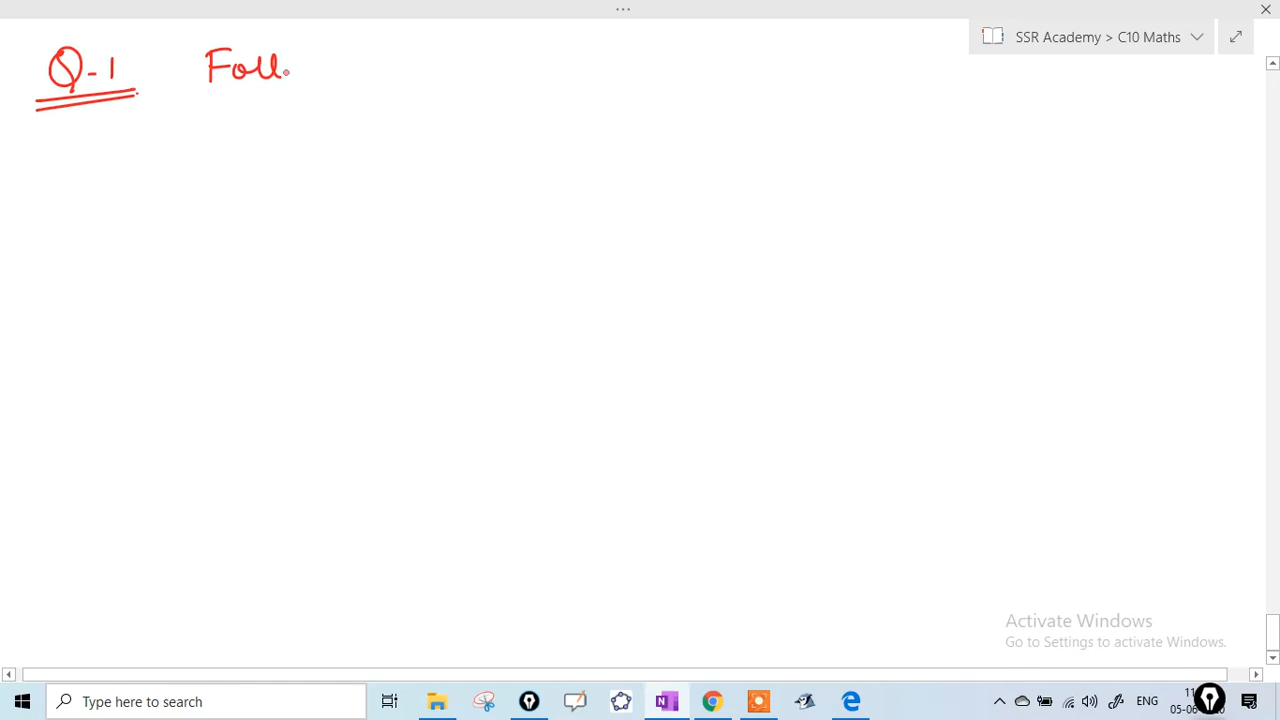 SSR Academy > C10 Maths
Q-1 Foll
Activate Windows
Go to Settings to activate Windows.
Type here to search
ENG